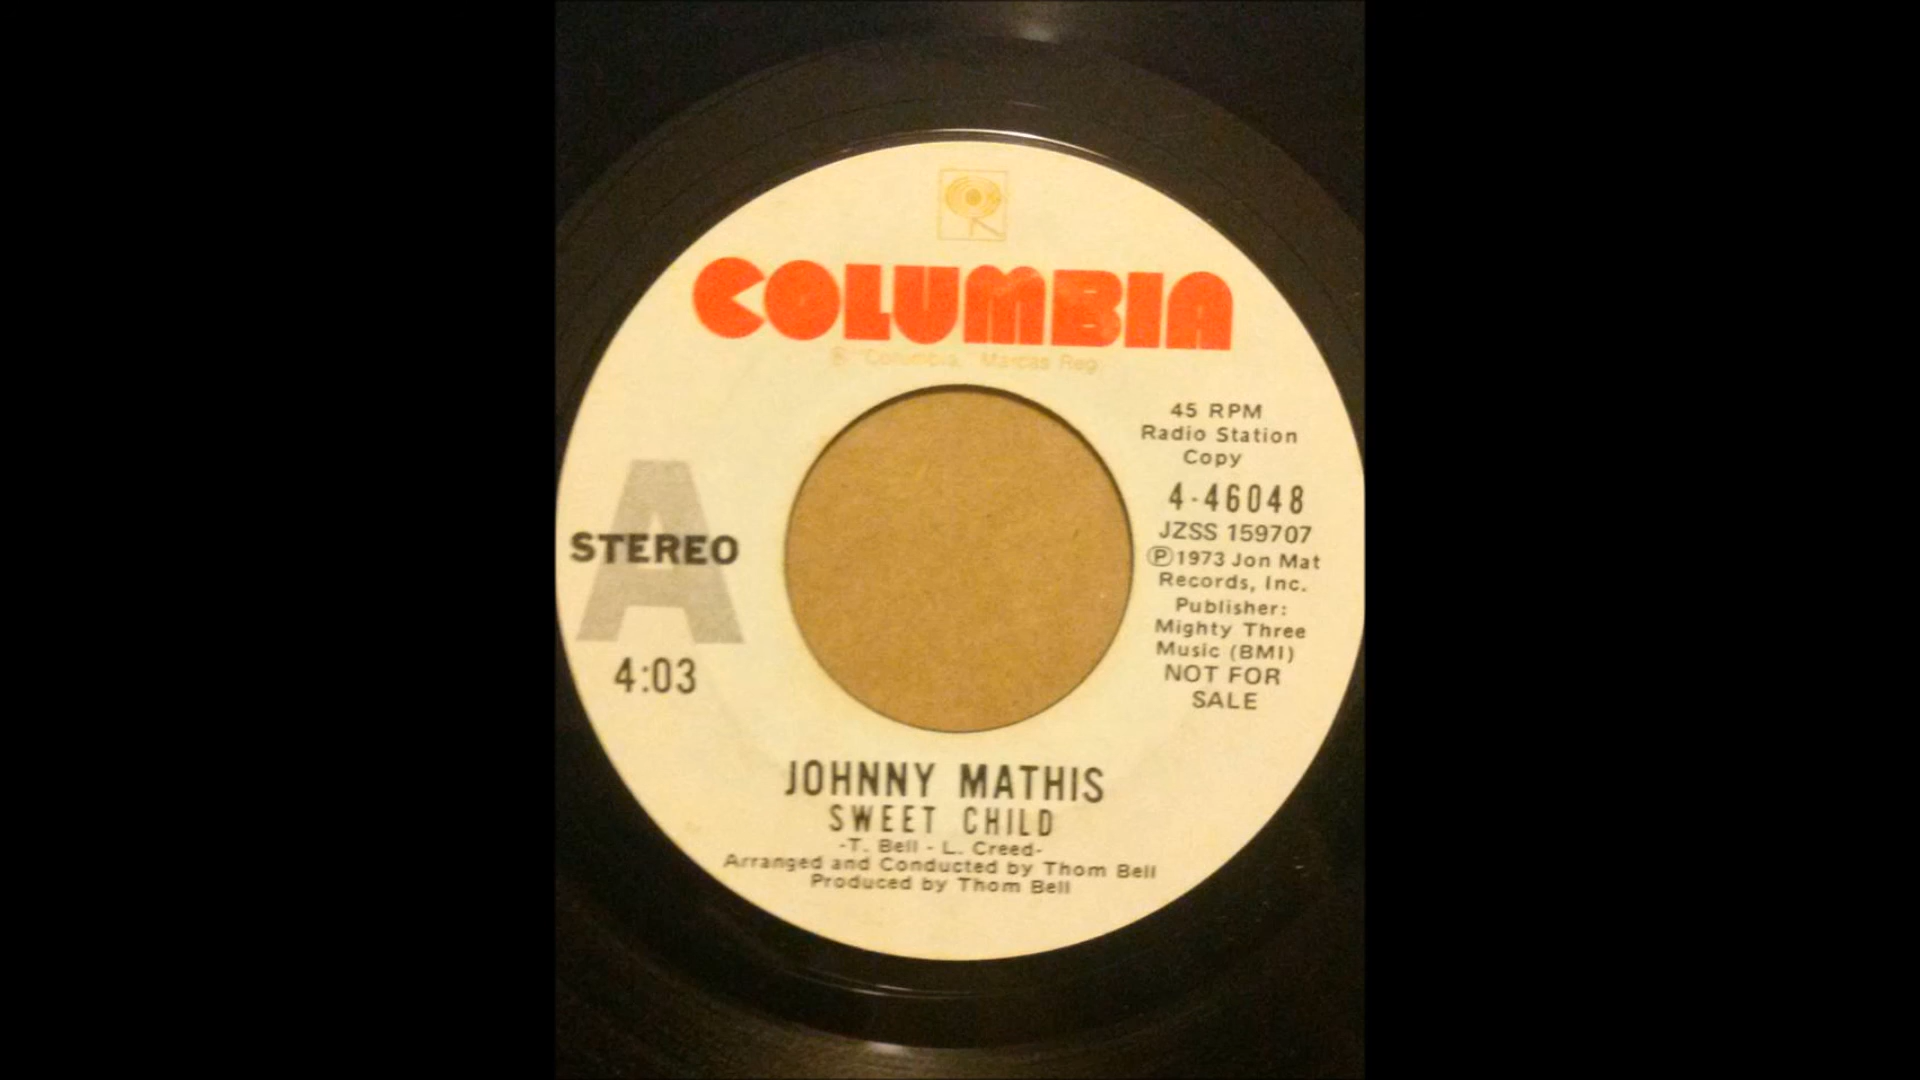 COLUMBIA
® "Columbia, Marcas Reg.
45 RPM
Radio Station
Copy
4-46048
JZSS 159707
Ⓟ1973 Jon Mat
Records, Inc.
Publisher:
Mighty Three
Music (BMI)
NOT FOR
SALE
A
STEREO
4:03
JOHNNY MATHIS
SWEET CHILD
-T. Bell - L. Creed-
Arranged and Conducted by Thom Bell
Produced by Thom Bell